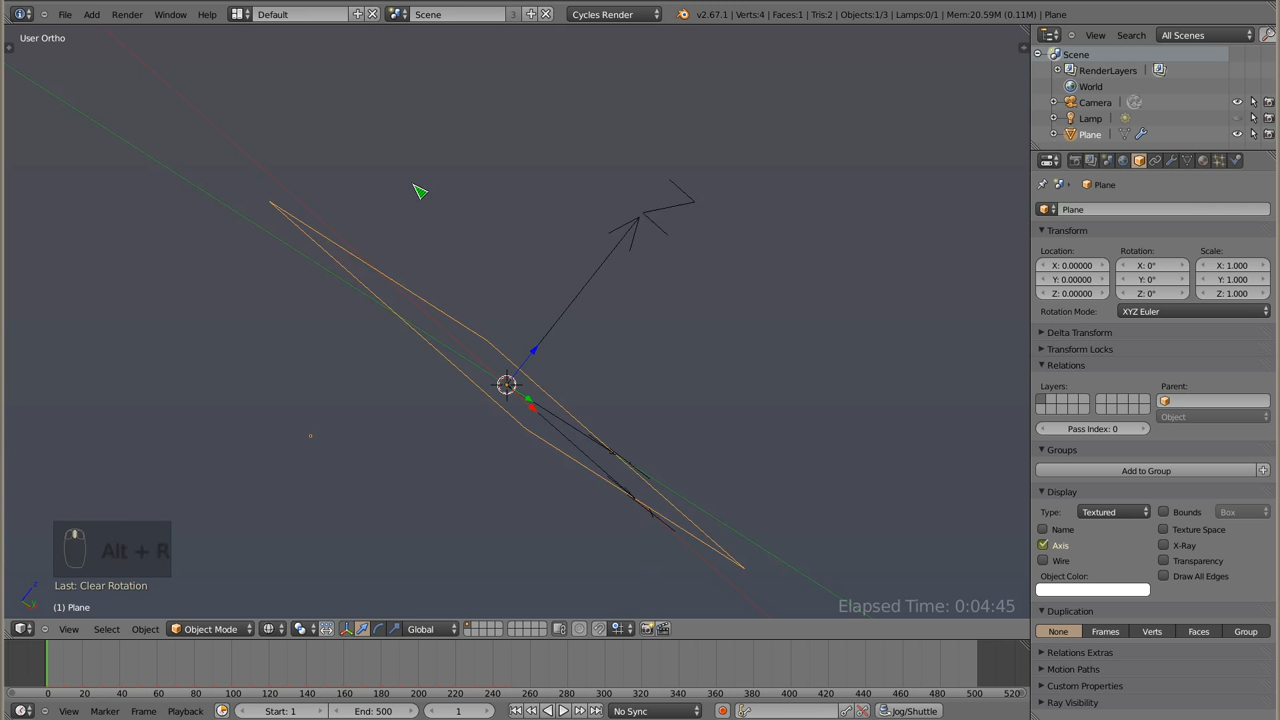 File Add Render Window Help Default Scene 3 Cycles Render v2.67.1 | Verts:4 | Faces:1 | Tris:2 | Objects:1/3 | Lamps:0/1 | Mem:20.59M (0.11M) | Plane
User Ortho
View Search All Scenes
Scene
RenderLayers
World
Camera
Lamp
Plane
Plane
Plane
Transform
Location: Rotation: Scale:
X: 0.00000 X: 0° X: 1.000
Y: 0.00000 Y: 0° Y: 1.000
Z: 0.00000 Z: 0° Z: 1.000
Rotation Mode: XYZ Euler
Delta Transform
Transform Locks
Relations
Layers: Parent:
Object
Pass Index: 0
Groups
Add to Group
Display
Type: Textured Bounds Box
Name Texture Space
Axis X-Ray
Wire Transparency
Object Color: Draw All Edges
Duplication
None Frames Verts Faces Group
Relations Extras
Motion Paths
Custom Properties
Ray Visibility
Alt + R
Last: Clear Rotation
z
y
(1) Plane
Elapsed Time: 0:04:45
View Select Object Object Mode Global
0 20 40 60 80 100 120 140 160 180 200 220 240 260 280 300 320 340 360 380 400 420 440 460 480 500 520
View Marker Frame Playback Start: 1 End: 500 1 No Sync Jog/Shuttle